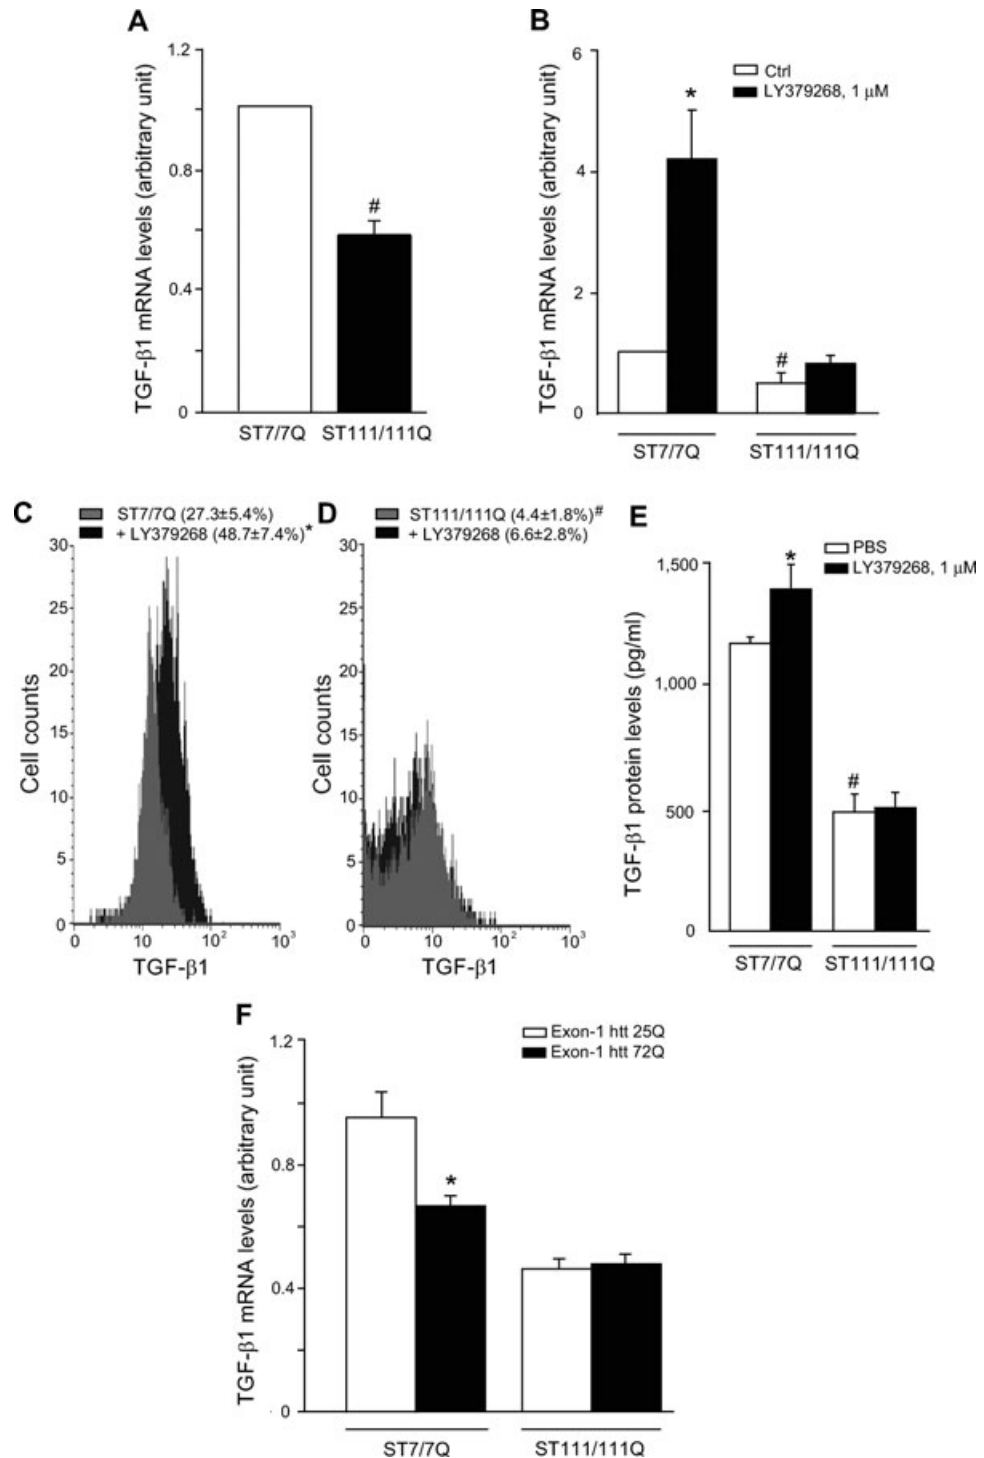 A
TGF-β1 mRNA levels (arbitrary unit)
1.2
0.8
0.4
0
ST7/7Q ST111/111Q
B
TGF-β1 mRNA levels (arbitrary unit)
6
4
2
0
Ctrl
LY379268, 1 μM
*
#
#
ST7/7Q ST111/111Q
C
ST7/7Q (27.3±5.4%)
+ LY379268 (48.7±7.4%)*
Cell counts
30
25
20
15
10
5
0
0 10 10² 10³
TGF-β1
D
ST111/111Q (4.4±1.8%)#
+ LY379268 (6.6±2.8%)
Cell counts
30
25
20
15
10
5
0
0 10 10² 10³
TGF-β1
E
PBS
LY379268, 1 μM
TGF-β1 protein levels (pg/ml)
1,500
1,000
500
0
*
#
ST7/7Q ST111/111Q
F
Exon-1 htt 25Q
Exon-1 htt 72Q
TGF-β1 mRNA levels (arbitrary unit)
1.2
0.8
0.4
0
*
ST7/7Q ST111/111Q